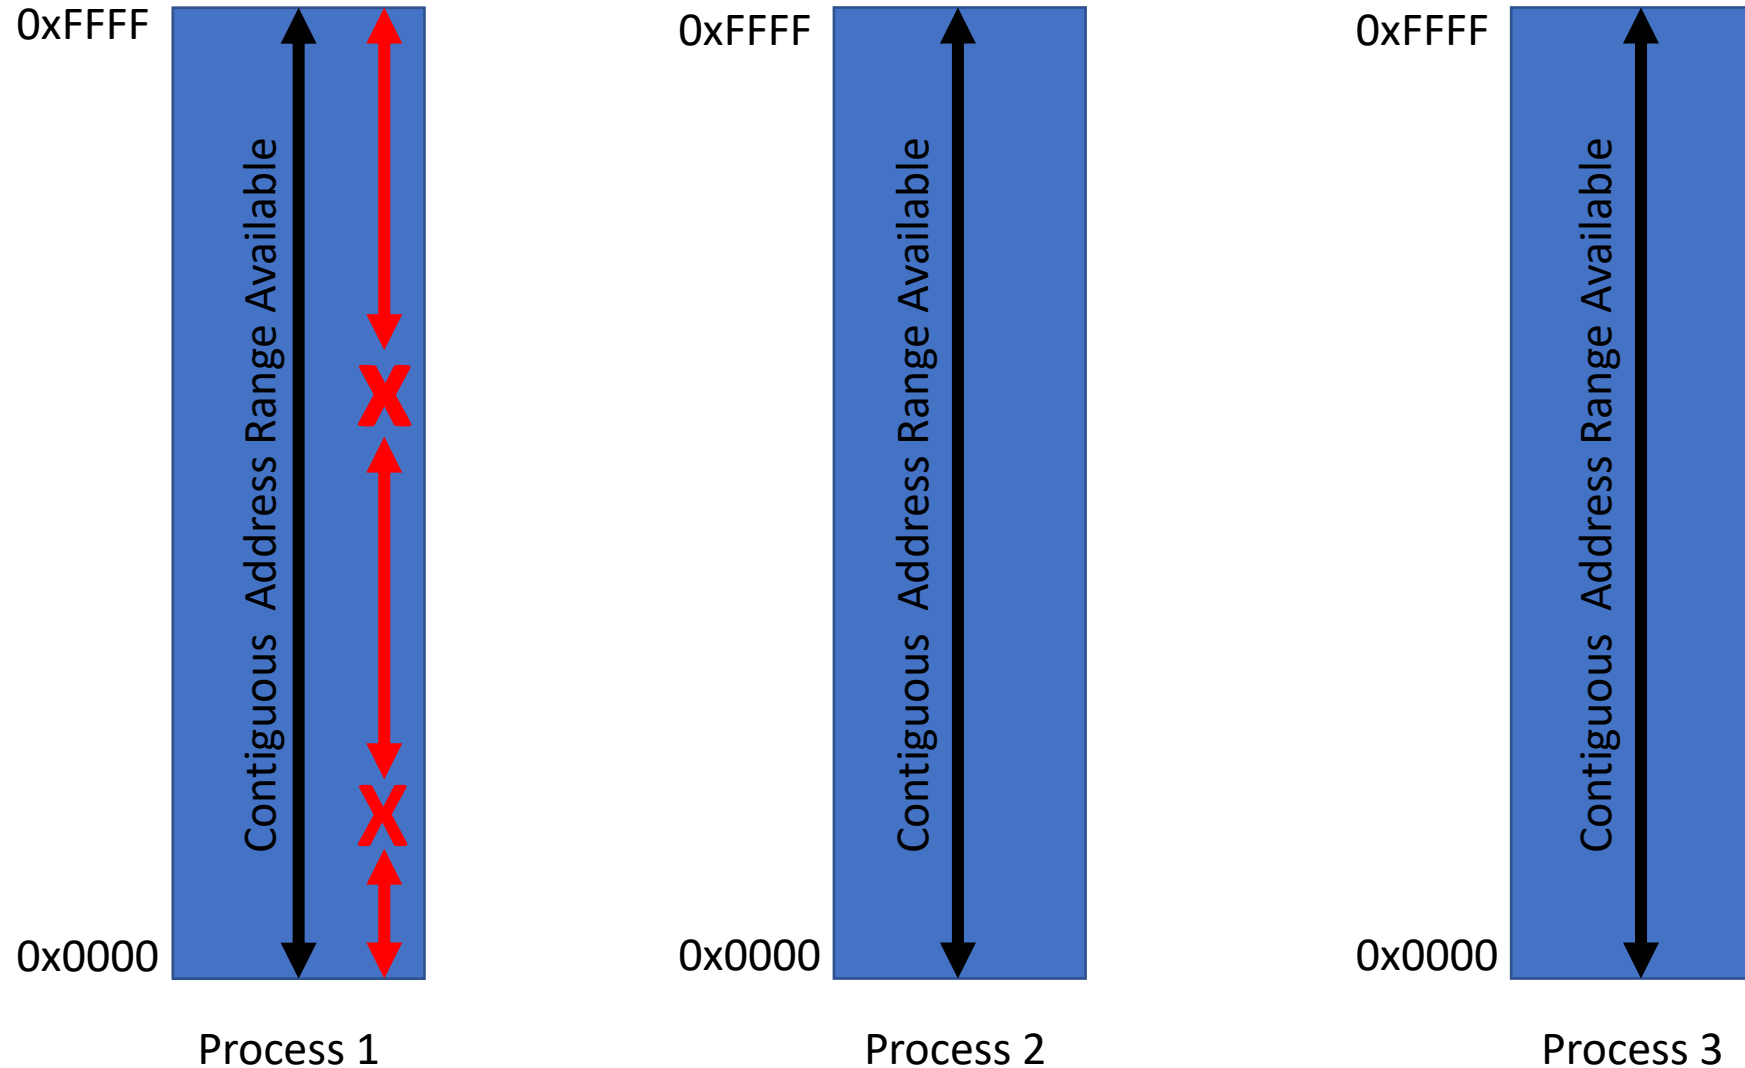 0xFFFF
Contiguous  Address Range Available
X
X
0x0000
Process 1
0xFFFF
Contiguous  Address Range Available
0x0000
Process 2
0xFFFF
Contiguous  Address Range Available
0x0000
Process 3